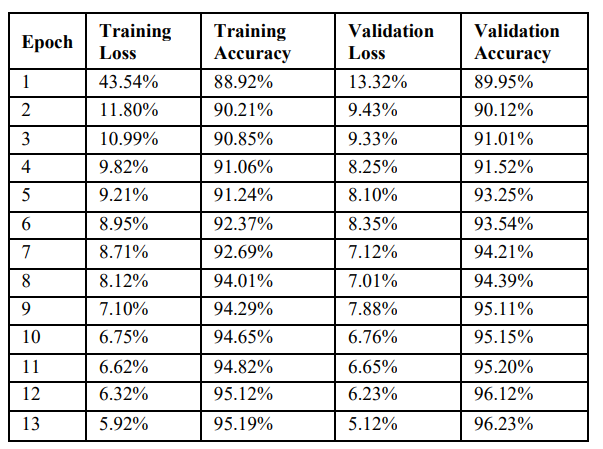 Epoch Training Loss Training Accuracy Validation Loss Validation Accuracy
1 43.54% 88.92% 13.32% 89.95%
2 11.80% 90.21% 9.43% 90.12%
3 10.99% 90.85% 9.33% 91.01%
4 9.82% 91.06% 8.25% 91.52%
5 9.21% 91.24% 8.10% 93.25%
6 8.95% 92.37% 8.35% 93.54%
7 8.71% 92.69% 7.12% 94.21%
8 8.12% 94.01% 7.01% 94.39%
9 7.10% 94.29% 7.88% 95.11%
10 6.75% 94.65% 6.76% 95.15%
11 6.62% 94.82% 6.65% 95.20%
12 6.32% 95.12% 6.23% 96.12%
13 5.92% 95.19% 5.12% 96.23%